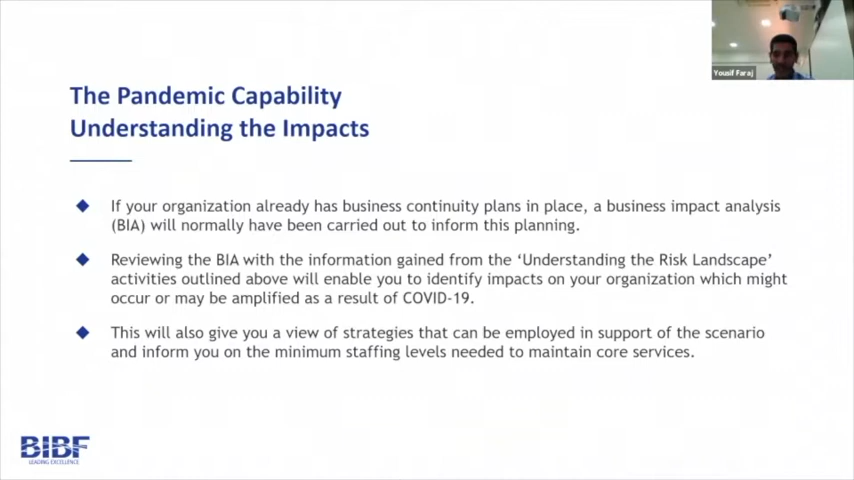 Yousif Faraj
The Pandemic Capability
Understanding the Impacts
If your organization already has business continuity plans in place, a business impact analysis
(BIA) will normally have been carried out to inform this planning.
Reviewing the BIA with the information gained from the ‘Understanding the Risk Landscape’
activities outlined above will enable you to identify impacts on your organization which might
occur or may be amplified as a result of COVID-19.
This will also give you a view of strategies that can be employed in support of the scenario
and inform you on the minimum staffing levels needed to maintain core services.
BIBF
LEADING EXCELLENCE